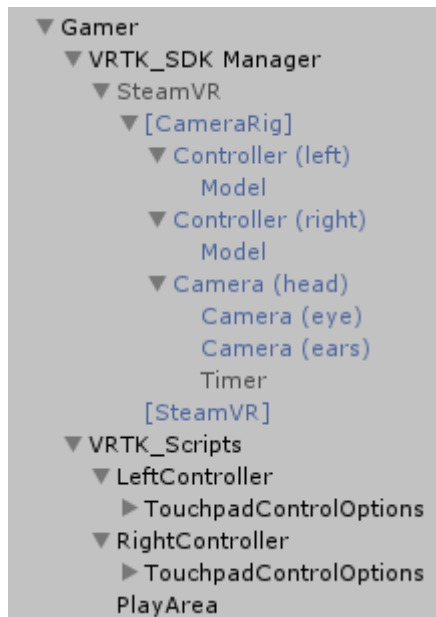 Gamer
VRTK_SDK Manager
SteamVR
[CameraRig]
Controller (left)
Model
Controller (right)
Model
Camera (head)
Camera (eye)
Camera (ears)
Timer
[SteamVR]
VRTK_Scripts
LeftController
TouchpadControlOptions
RightController
TouchpadControlOptions
PlayArea